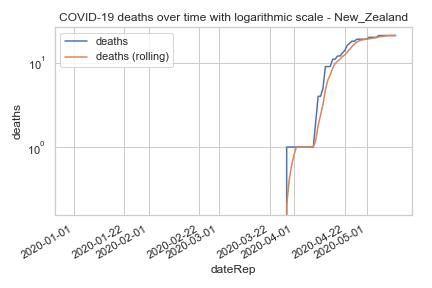 COVID-19 deaths over time with logarithmic scale - New_Zealand
deaths
deaths (rolling)
10¹
10⁰
deaths
2020-01-01
2020-01-22
2020-02-01
2020-02-22
2020-03-01
2020-03-22
2020-04-01
2020-04-22
2020-05-01
dateRep